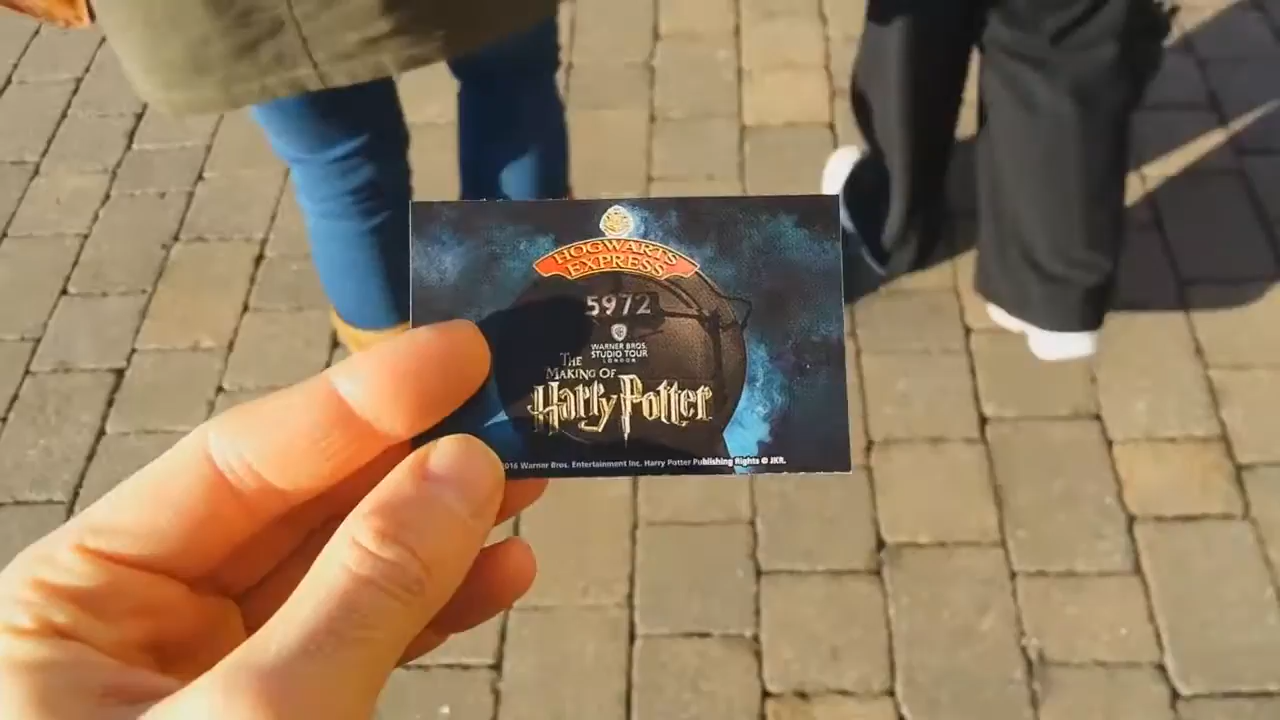 HOGWARTS
EXPRESS
5972
WARNER BROS.
STUDIO TOUR
LONDON
THE
MAKING OF
Harry Potter
016 Warner Bros. Entertainment Inc. Harry Potter Publishing Rights © JKR.